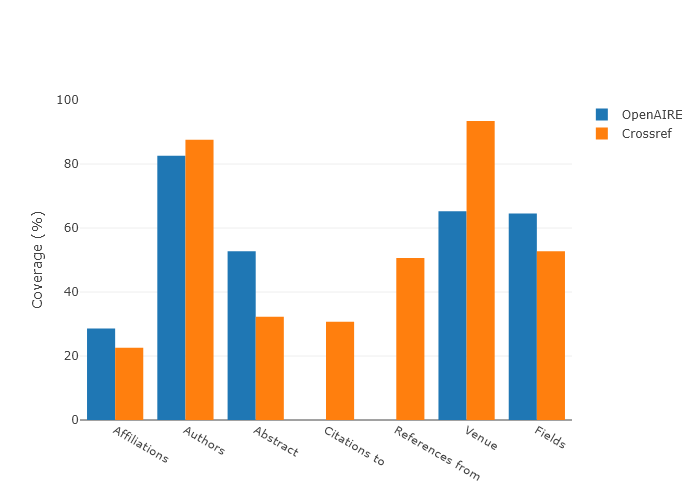 OpenAIRE
Crossref
Coverage (%)
100
80
60
40
20
0
Affiliations
Authors
Abstract
Citations to
References from
Venue
Fields